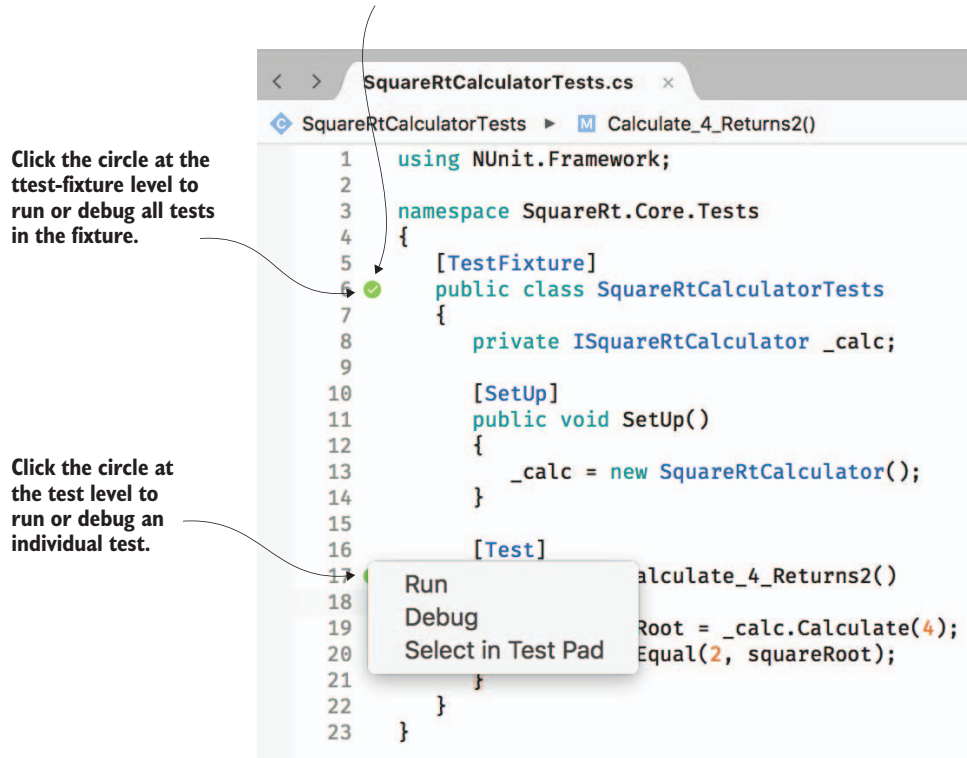 SquareRtCalculatorTests.cs ×
SquareRtCalculatorTests ▶ M Calculate_4_Returns2()
Click the circle at the
ttest-fixture level to
run or debug all tests
in the fixture.
1 using NUnit.Framework;
2
3 namespace SquareRt.Core.Tests
4 {
5 [TestFixture]
6 public class SquareRtCalculatorTests
7 {
8 private ISquareRtCalculator _calc;
9
10 [SetUp]
11 public void SetUp()
12 {
13 _calc = new SquareRtCalculator();
14 }
15
16 [Test]
Click the circle at
the test level to
run or debug an
individual test.
17 alculate_4_Returns2()
18
19 Root = _calc.Calculate(4);
20 Equal(2, squareRoot);
21 }
22 }
23 }
Run
Debug
Select in Test Pad